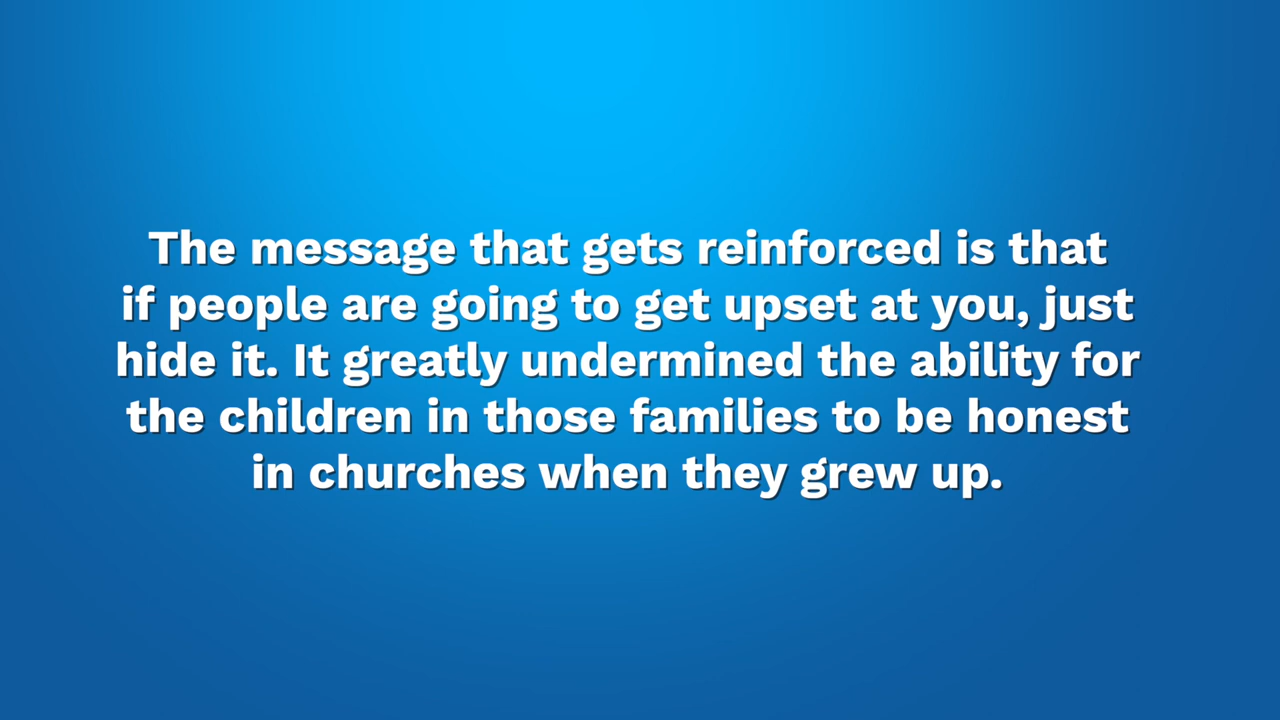 The message that gets reinforced is that
if people are going to get upset at you, just
hide it. It greatly undermined the ability for
the children in those families to be honest
in churches when they grew up.